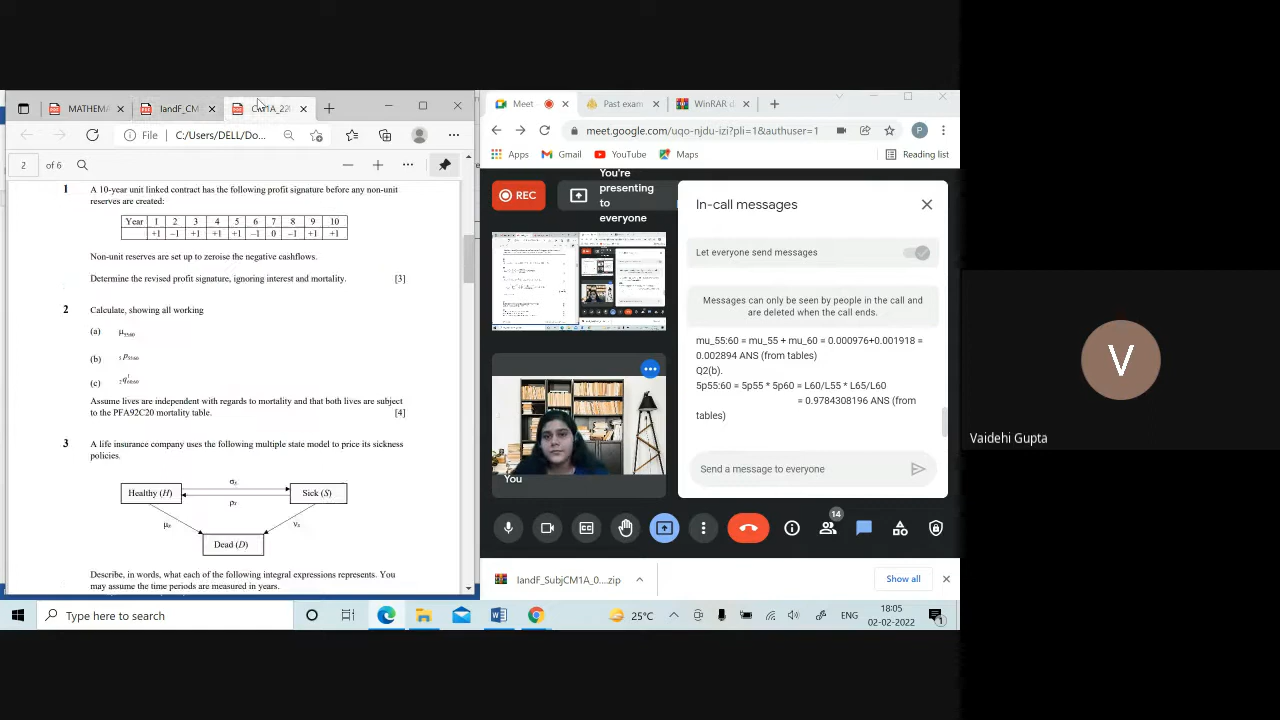 MATHEMA
IandF_CM
CM1A_22
File
C:/Users/DELL/Do...
2 of 6
1 A 10-year unit linked contract has the following profit signature before any non-unit
reserves are created:
Year 1 2 3 4 5 6 7 8 9 10
+1 −1 +1 +1 +1 −1 0 −1 +1 +1
Non-unit reserves are set up to zeroise the negative cashflows.
Determine the revised profit signature, ignoring interest and mortality. [3]
2 Calculate, showing all working
(a)
(b)
(c)
Assume lives are independent with regards to mortality and that both lives are subject
to the PFA92C20 mortality table. [4]
3 A life insurance company uses the following multiple state model to price its sickness
policies.
σx
Healthy (H) Sick (S)
ρx
μx νx
Dead (D)
Describe, in words, what each of the following integral expressions represents. You
may assume the time periods are measured in years.
Meet
Past exam
WinRAR d
meet.google.com/uqo-njdu-izi?pli=1&authuser=1
P
Apps Gmail YouTube Maps Reading list
REC
You're
presenting
to
everyone
In-call messages
Let everyone send messages
Messages can only be seen by people in the call and
are deleted when the call ends.
mu_55:60 = mu_55 + mu_60 = 0.000976+0.001918 =
0.002894 ANS (from tables)
Q2(b).
5p55:60 = 5p55 * 5p60 = L60/L55 * L65/L60
= 0.9784308196 ANS (from
tables)
Send a message to everyone
You
14
IandF_SubjCM1A_0....zip
Show all
Type here to search
25°C
ENG
18:05
02-02-2022
1
V
Vaidehi Gupta